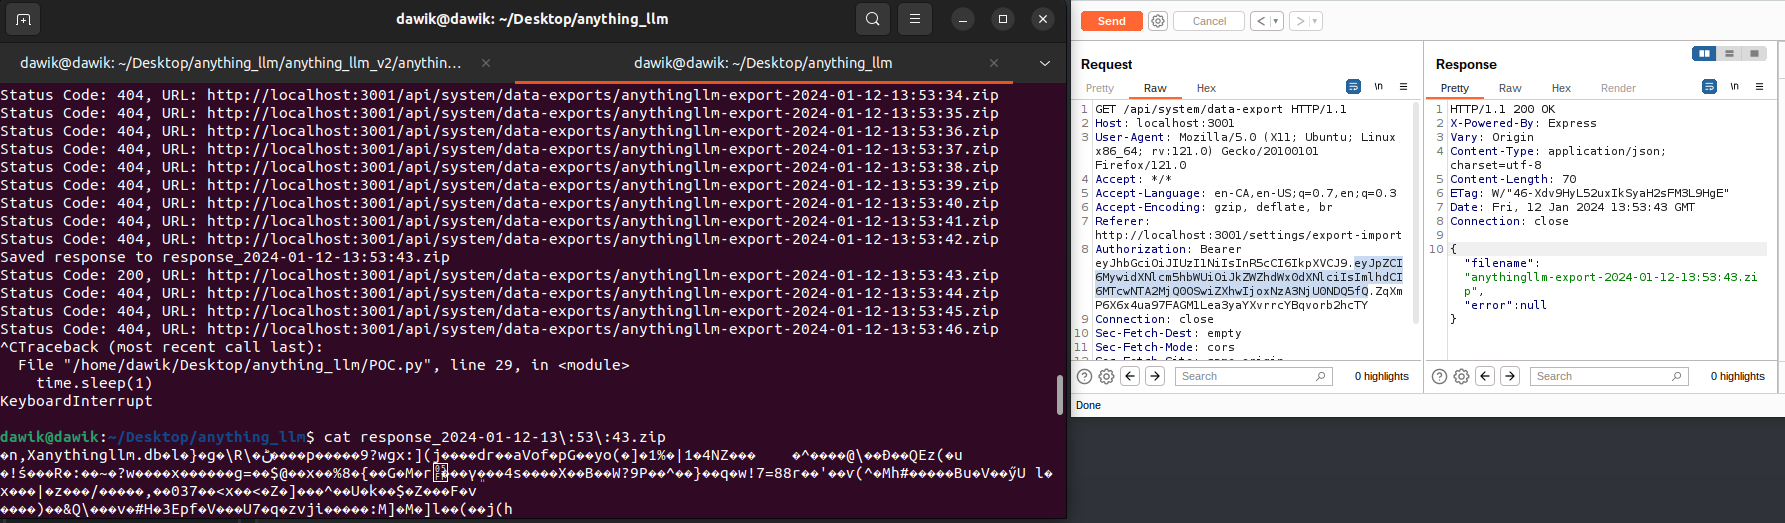 dawik@dawik: ~/Desktop/anything_llm
dawik@dawik: ~/Desktop/anything_llm/anything_llm_v2/anythin...
dawik@dawik: ~/Desktop/anything_llm
Status Code: 404, URL: http://localhost:3001/api/system/data-exports/anythingllm-export-2024-01-12-13:53:34.zip
Status Code: 404, URL: http://localhost:3001/api/system/data-exports/anythingllm-export-2024-01-12-13:53:35.zip
Status Code: 404, URL: http://localhost:3001/api/system/data-exports/anythingllm-export-2024-01-12-13:53:36.zip
Status Code: 404, URL: http://localhost:3001/api/system/data-exports/anythingllm-export-2024-01-12-13:53:37.zip
Status Code: 404, URL: http://localhost:3001/api/system/data-exports/anythingllm-export-2024-01-12-13:53:38.zip
Status Code: 404, URL: http://localhost:3001/api/system/data-exports/anythingllm-export-2024-01-12-13:53:39.zip
Status Code: 404, URL: http://localhost:3001/api/system/data-exports/anythingllm-export-2024-01-12-13:53:40.zip
Status Code: 404, URL: http://localhost:3001/api/system/data-exports/anythingllm-export-2024-01-12-13:53:41.zip
Status Code: 404, URL: http://localhost:3001/api/system/data-exports/anythingllm-export-2024-01-12-13:53:42.zip
Saved response to response_2024-01-12-13:53:43.zip
Status Code: 200, URL: http://localhost:3001/api/system/data-exports/anythingllm-export-2024-01-12-13:53:43.zip
Status Code: 404, URL: http://localhost:3001/api/system/data-exports/anythingllm-export-2024-01-12-13:53:44.zip
Status Code: 404, URL: http://localhost:3001/api/system/data-exports/anythingllm-export-2024-01-12-13:53:45.zip
Status Code: 404, URL: http://localhost:3001/api/system/data-exports/anythingllm-export-2024-01-12-13:53:46.zip
^CTraceback (most recent call last):
File "/home/dawik/Desktop/anything_llm/POC.py", line 29, in <module>
time.sleep(1)
KeyboardInterrupt
dawik@dawik:~/Desktop/anything_llm$ cat response_2024-01-12-13\:53\:43.zip
Send
Cancel
Request
Pretty Raw Hex
\n
1 GET /api/system/data-export HTTP/1.1
2 Host: localhost:3001
3 User-Agent: Mozilla/5.0 (X11; Ubuntu; Linux
x86_64; rv:121.0) Gecko/20100101
Firefox/121.0
4 Accept: */*
5 Accept-Language: en-CA,en-US;q=0.7,en;q=0.3
6 Accept-Encoding: gzip, deflate, br
7 Referer:
http://localhost:3001/settings/export-import
8 Authorization: Bearer
9 Connection: close
10 Sec-Fetch-Dest: empty
11 Sec-Fetch-Mode: cors
Search
0 highlights
Done
Response
Pretty Raw Hex Render
\n
1 HTTP/1.1 200 OK
2 X-Powered-By: Express
3 Vary: Origin
4 Content-Type: application/json;
charset=utf-8
5 Content-Length: 70
6 ETag: W/"46-Xdv9HyL52uxIkSyaH2sFM3L9HgE"
7 Date: Fri, 12 Jan 2024 13:53:43 GMT
8 Connection: close
9
10 {
"filename":
"anythingllm-export-2024-01-12-13:53:43.zi
p",
"error":null
}
Search
0 highlights